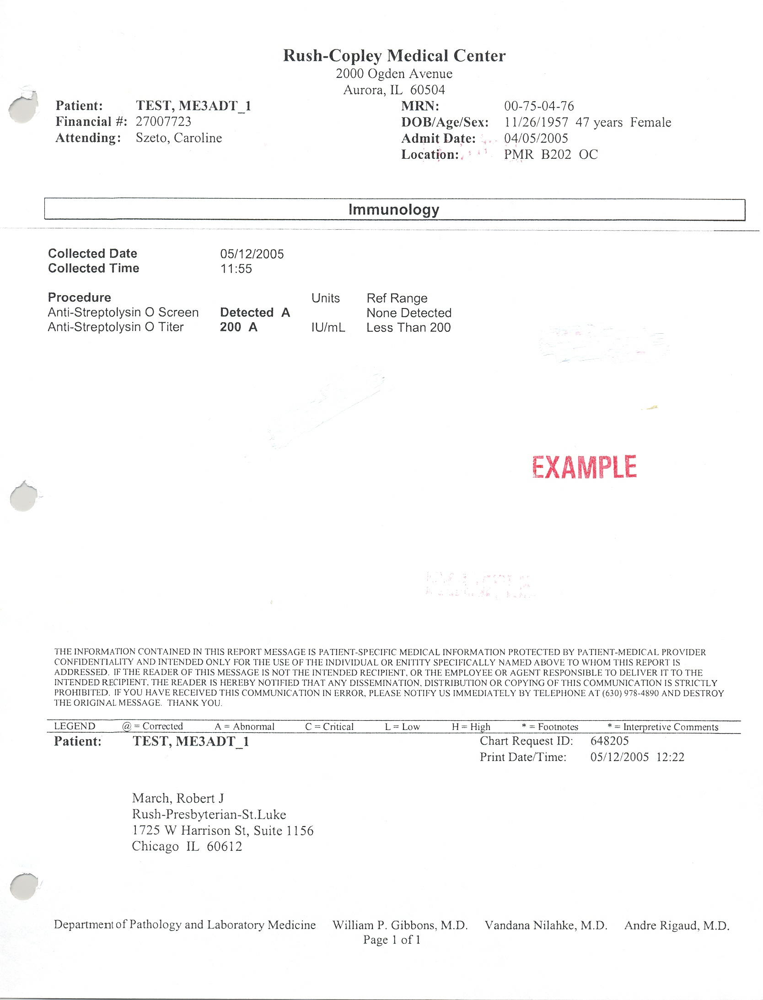 Rush-Copley Medical Center
2000 Ogden Avenue
Aurora, IL 60504
Patient: TEST, ME3ADT_1 MRN: 00-75-04-76
Financial #: 27007723 DOB/Age/Sex: 11/26/1957 47 years Female
Attending: Szeto, Caroline Admit Date: 04/05/2005
Location: PMR B202 OC
Immunology
Collected Date 05/12/2005
Collected Time 11:55
Procedure Units Ref Range
Anti-Streptolysin O Screen Detected A None Detected
Anti-Streptolysin O Titer 200 A IU/mL Less Than 200
EXAMPLE
THE INFORMATION CONTAINED IN THIS REPORT MESSAGE IS PATIENT-SPECIFIC MEDICAL INFORMATION PROTECTED BY PATIENT-MEDICAL PROVIDER
CONFIDENTIALITY AND INTENDED ONLY FOR THE USE OF THE INDIVIDUAL OR ENITITY SPECIFICALLY NAMED ABOVE TO WHOM THIS REPORT IS
ADDRESSED. IF THE READER OF THIS MESSAGE IS NOT THE INTENDED RECIPIENT, OR THE EMPLOYEE OR AGENT RESPONSIBLE TO DELIVER IT TO THE
INTENDED RECIPIENT, THE READER IS HEREBY NOTIFIED THAT ANY DISSEMINATION, DISTRIBUTION OR COPYING OF THIS COMMUNICATION IS STRICTLY
PROHIBITED. IF YOU HAVE RECEIVED THIS COMMUNICATION IN ERROR, PLEASE NOTIFY US IMMEDIATELY BY TELEPHONE AT (630) 978-4890 AND DESTROY
THE ORIGINAL MESSAGE. THANK YOU.
LEGEND @ = Corrected A = Abnormal C = Critical L = Low H = High * = Footnotes * = Interpretive Comments
Patient: TEST, ME3ADT_1 Chart Request ID: 648205
Print Date/Time: 05/12/2005 12:22
March, Robert J
Rush-Presbyterian-St.Luke
1725 W Harrison St, Suite 1156
Chicago IL 60612
Department of Pathology and Laboratory Medicine William P. Gibbons, M.D. Vandana Nilahke, M.D. Andre Rigaud, M.D.
Page 1 of 1